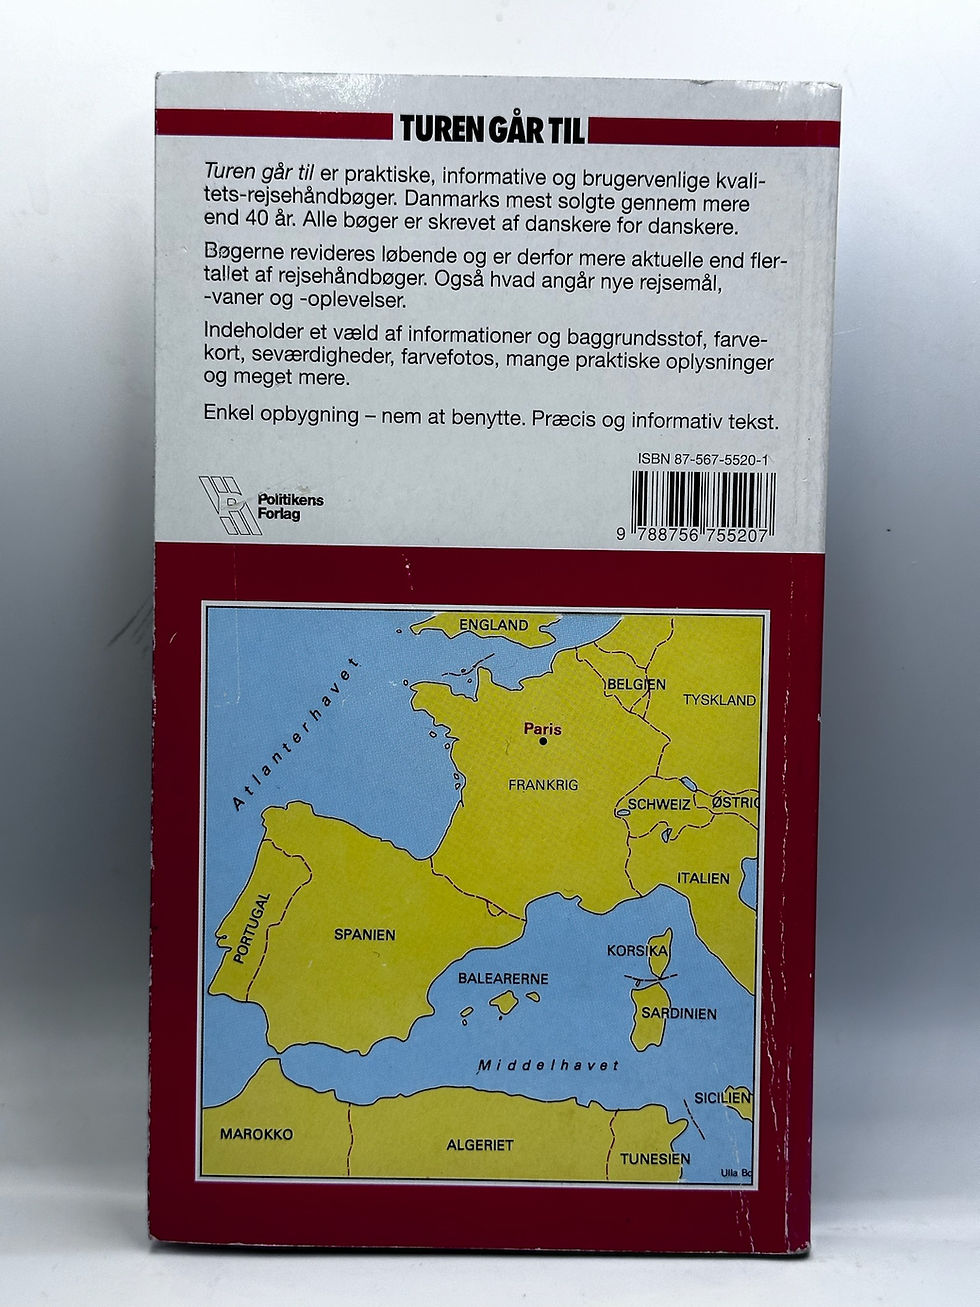 TUREN GÅR TIL
Turen går til er praktiske, informative og brugervenlige kvali-
tets-rejsehåndbøger. Danmarks mest solgte gennem mere
end 40 år. Alle bøger er skrevet af danskere for danskere.
Bøgerne revideres løbende og er derfor mere aktuelle end fler-
tallet af rejsehåndbøger. Også hvad angår nye rejsemål,
-vaner og -oplevelser.
Indeholder et væld af informationer og baggrundsstof, farve-
kort, seværdigheder, farvefotos, mange praktiske oplysninger
og meget mere.
Enkel opbygning – nem at benytte. Præcis og informativ tekst.
ISBN 87-567-5520-1
9 788756 755207
Politikens
Forlag
ENGLAND
BELGIEN
TYSKLAND
Atlanterhavet
Paris
FRANKRIG
SCHWEIZ
ØSTRIG
ITALIEN
PORTUGAL
SPANIEN
KORSIKA
BALEARERNE
SARDINIEN
Middelhavet
SICILIEN
MAROKKO
ALGERIET
TUNESIEN
Ulla